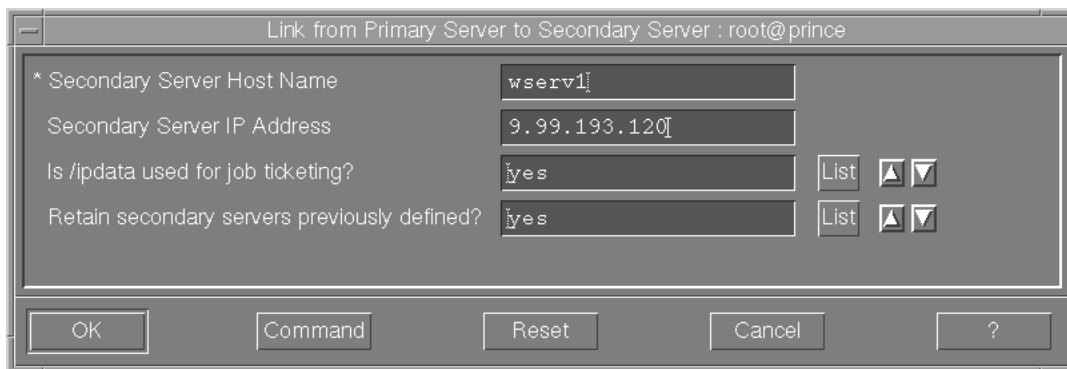 Link from Primary Server to Secondary Server : root@prince
* Secondary Server Host Name wserv1
Secondary Server IP Address 9.99.193.120
Is /ipdata used for job ticketing? yes List
Retain secondary servers previously defined? yes List
OK Command Reset Cancel ?